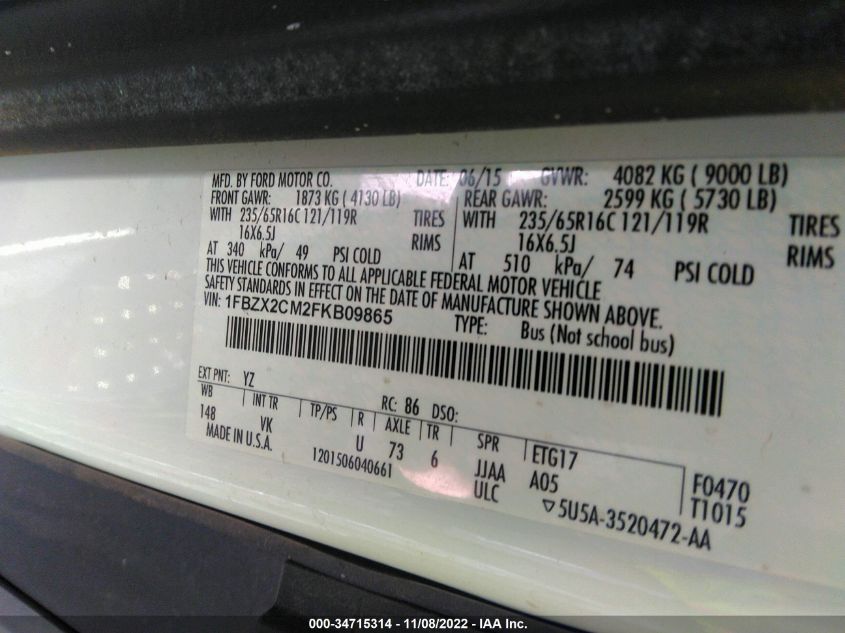 MFD. BY FORD MOTOR CO. DATE: 06/15 GVWR: 4082 KG ( 9000 LB)
FRONT GAWR: 1873 KG ( 4130 LB) REAR GAWR: 2599 KG ( 5730 LB)
WITH 235/65R16C 121/119R TIRES WITH 235/65R16C 121/119R TIRES
16X6.5J RIMS 16X6.5J RIMS
AT 340 kPa/ 49 PSI COLD AT 510 kPa/ 74 PSI COLD
THIS VEHICLE CONFORMS TO ALL APPLICABLE FEDERAL MOTOR VEHICLE
SAFETY STANDARDS IN EFFECT ON THE DATE OF MANUFACTURE SHOWN ABOVE.
VIN: 1FBZX2CM2FKB09865 TYPE: Bus (Not school bus)
EXT PNT: YZ RC: 86 DSO:
WB INT TR TP/PS R AXLE TR SPR ETG17
148 VK U 73 6 JJAA A05 F0470
MADE IN U.S.A. 1201506040661 ULC T1015
▽5U5A-3520472-AA
000-34715314 - 11/08/2022 - IAA Inc.